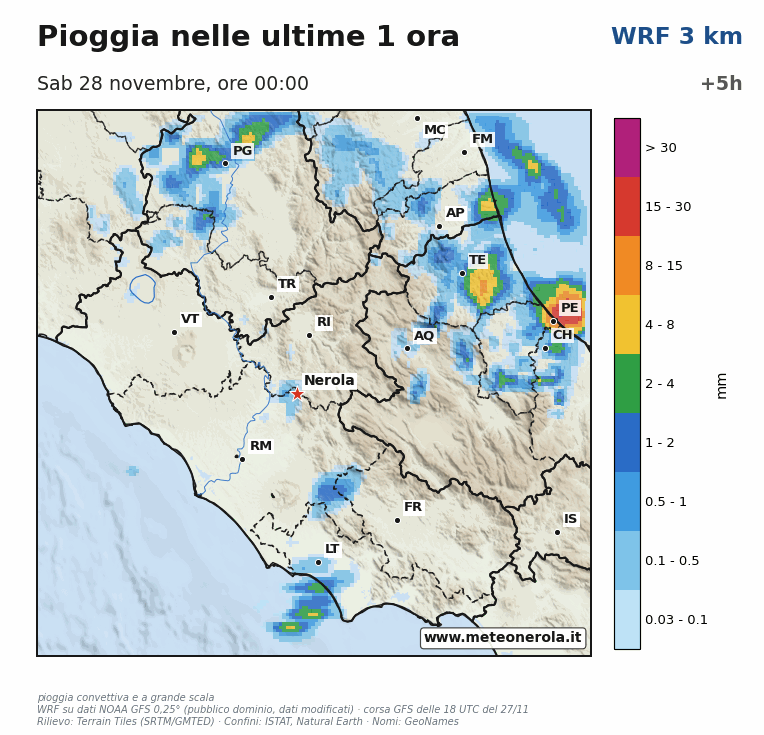 Pioggia nelle ultime 1 ora
WRF 3 km
Sab 28 novembre, ore 00:00
+5h
MC
FM
PG
AP
TE
TR
PE
VT
RI
AQ
CH
Nerola
RM
FR
IS
LT
www.meteonerola.it
> 30
15 - 30
8 - 15
4 - 8
2 - 4
1 - 2
0.5 - 1
0.1 - 0.5
0.03 - 0.1
mm
pioggia convettiva e a grande scala
WRF su dati NOAA GFS 0,25° (pubblico dominio, dati modificati) · corsa GFS delle 18 UTC del 27/11
Rilievo: Terrain Tiles (SRTM/GMTED) · Confini: ISTAT, Natural Earth · Nomi: GeoNames